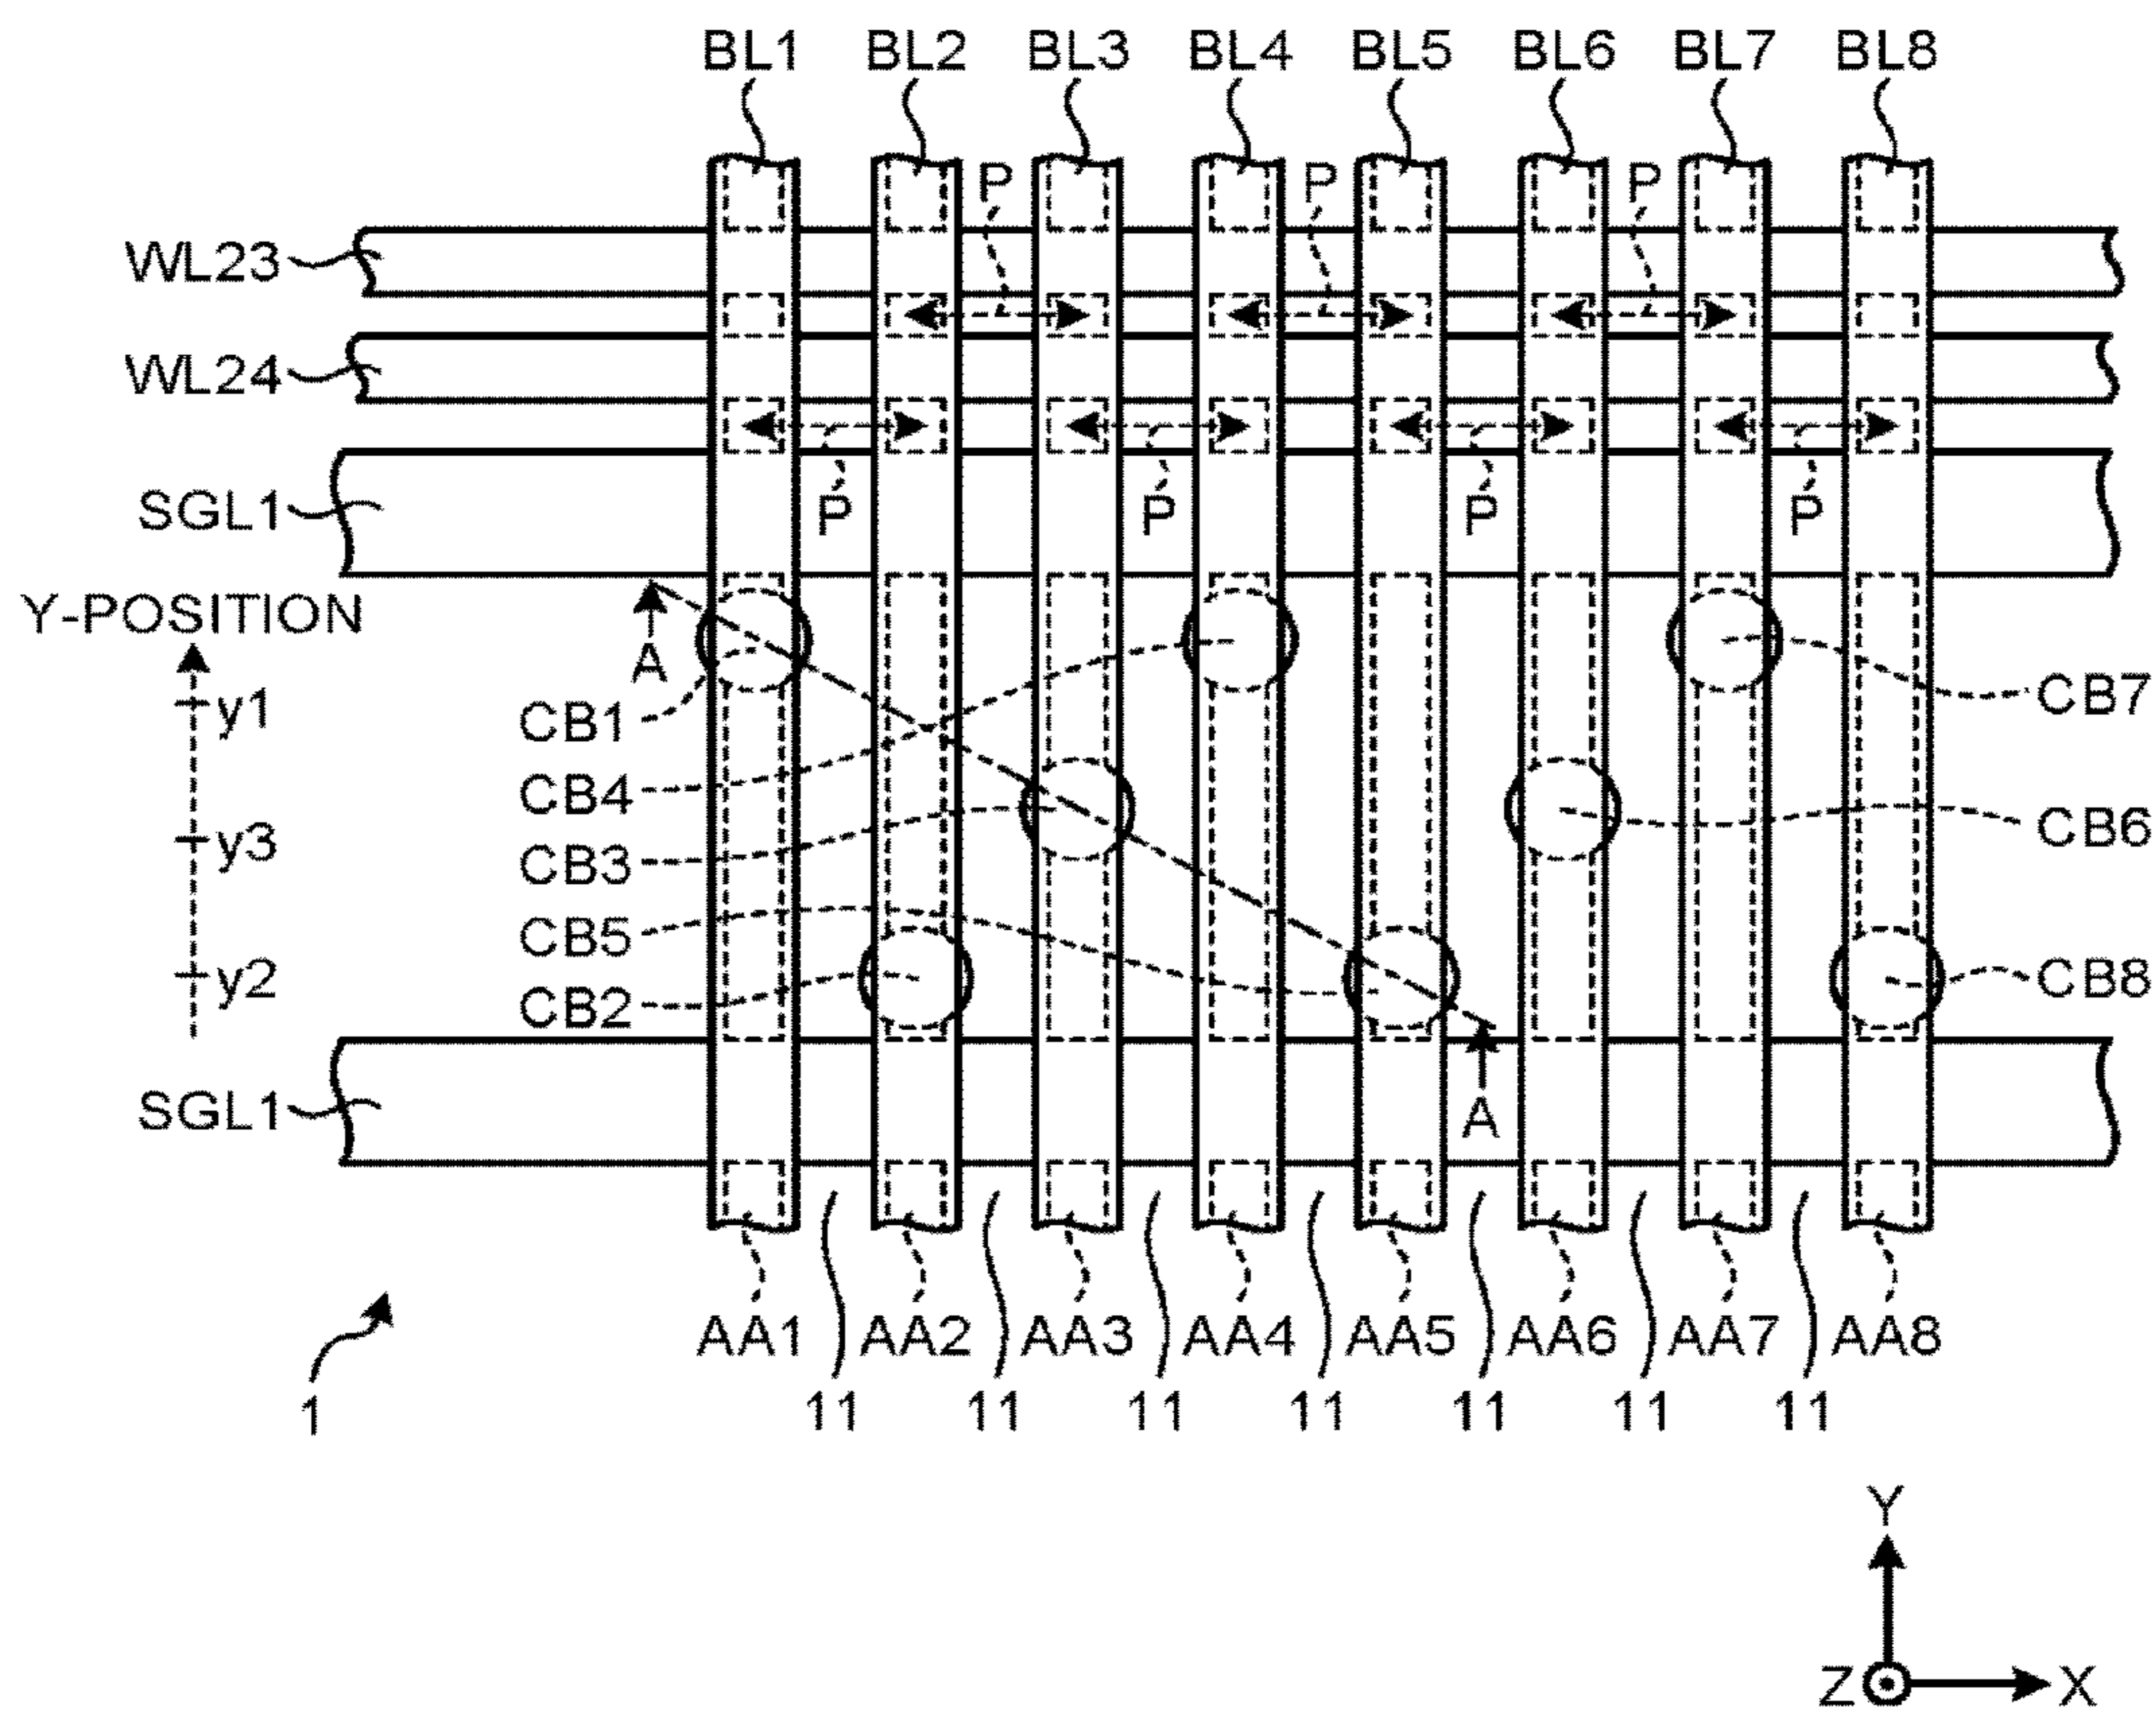 BL1 BL2 BL3 BL4 BL5 BL6 BL7 BL8
P P P
WL23
WL24
P P P P
SGL1
Y-POSITION
A
y1
CB1
CB7
CB4
y3
CB6
CB3
CB5
y2
CB8
CB2
SGL1
A
AA1 AA2 AA3 AA4 AA5 AA6 AA7 AA8
1 11 11 11 11 11 11 11
Y
Z X